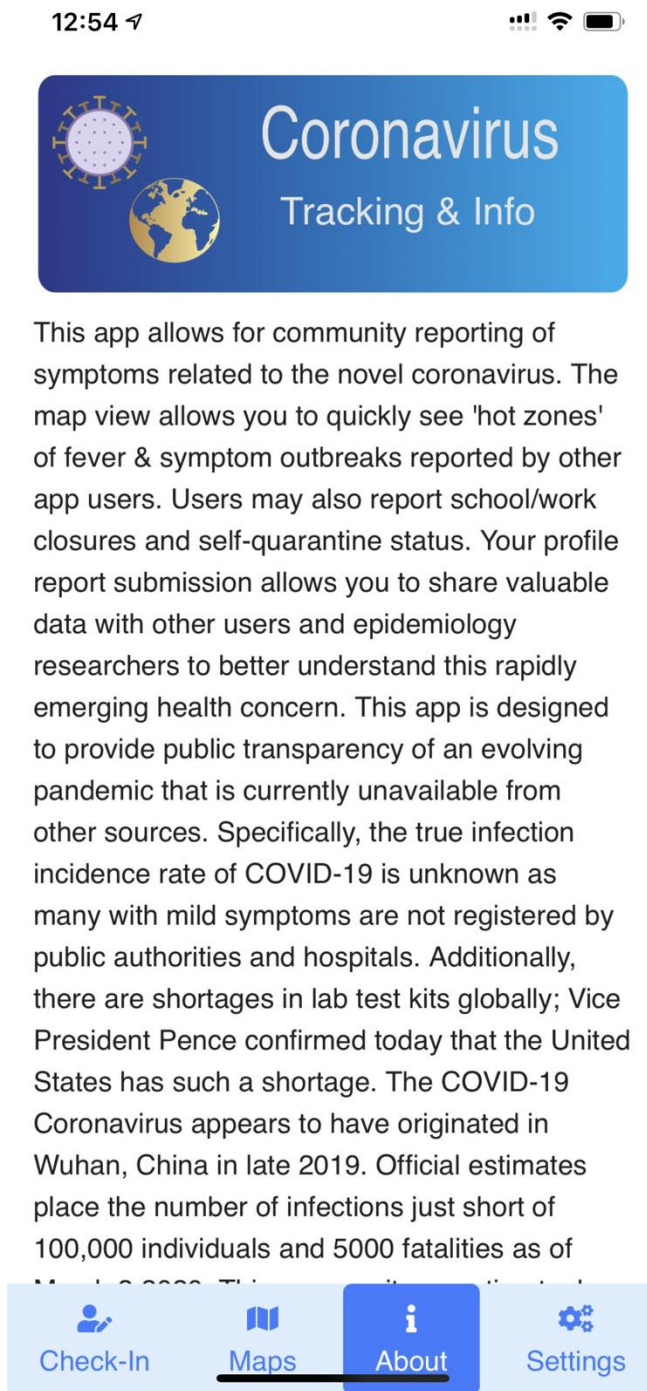 12:54
Coronavirus
Tracking & Info
This app allows for community reporting of
symptoms related to the novel coronavirus. The
map view allows you to quickly see 'hot zones'
of fever & symptom outbreaks reported by other
app users. Users may also report school/work
closures and self-quarantine status. Your profile
report submission allows you to share valuable
data with other users and epidemiology
researchers to better understand this rapidly
emerging health concern. This app is designed
to provide public transparency of an evolving
pandemic that is currently unavailable from
other sources. Specifically, the true infection
incidence rate of COVID-19 is unknown as
many with mild symptoms are not registered by
public authorities and hospitals. Additionally,
there are shortages in lab test kits globally; Vice
President Pence confirmed today that the United
States has such a shortage. The COVID-19
Coronavirus appears to have originated in
Wuhan, China in late 2019. Official estimates
place the number of infections just short of
100,000 individuals and 5000 fatalities as of
Check-In Maps About Settings